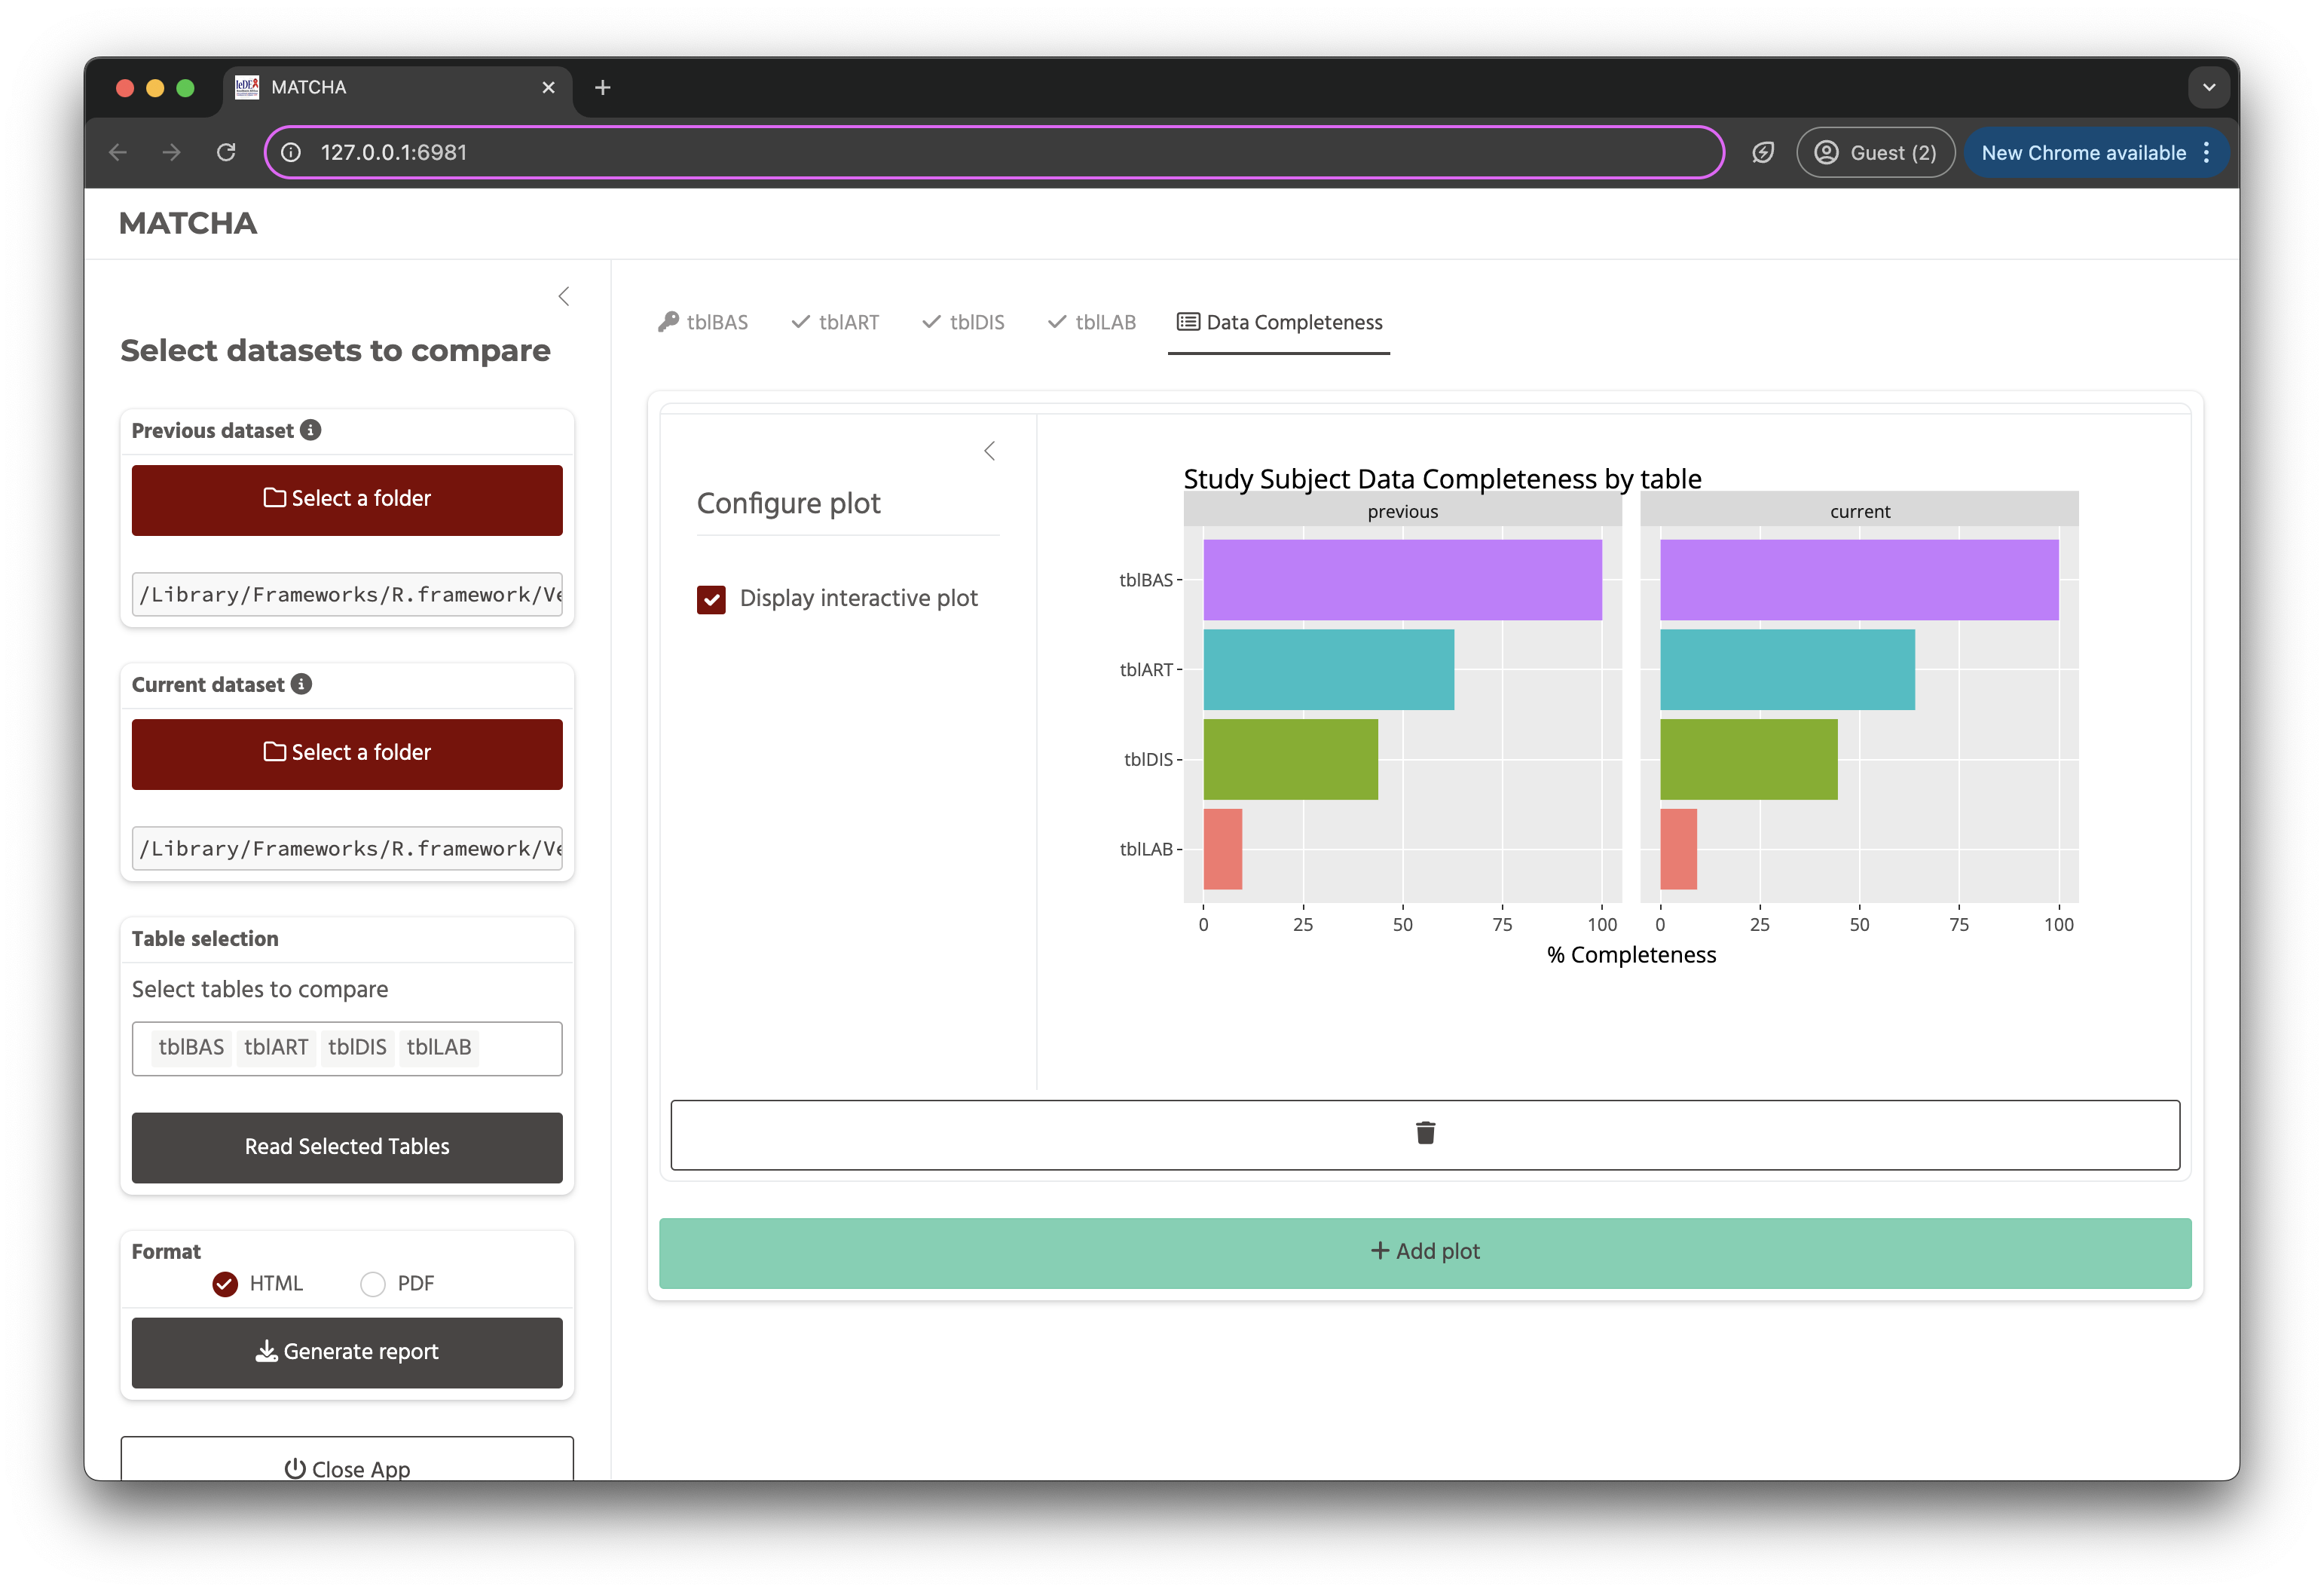 MATCHA
127.0.0.1:6981
Guest (2)
New Chrome available
MATCHA
Select datasets to compare
Previous dataset
Select a folder
/Library/Frameworks/R.framework/Ve
Current dataset
Select a folder
/Library/Frameworks/R.framework/Ve
Table selection
Select tables to compare
tblBAS tblART tblDIS tblLAB
Read Selected Tables
Format
HTML PDF
Generate report
Close App
tblBAS tblART tblDIS tblLAB Data Completeness
Configure plot
Display interactive plot
Study Subject Data Completeness by table
previous current
tblBAS
tblART
tblDIS
tblLAB
0 25 50 75 100 0 25 50 75 100
% Completeness
Add plot